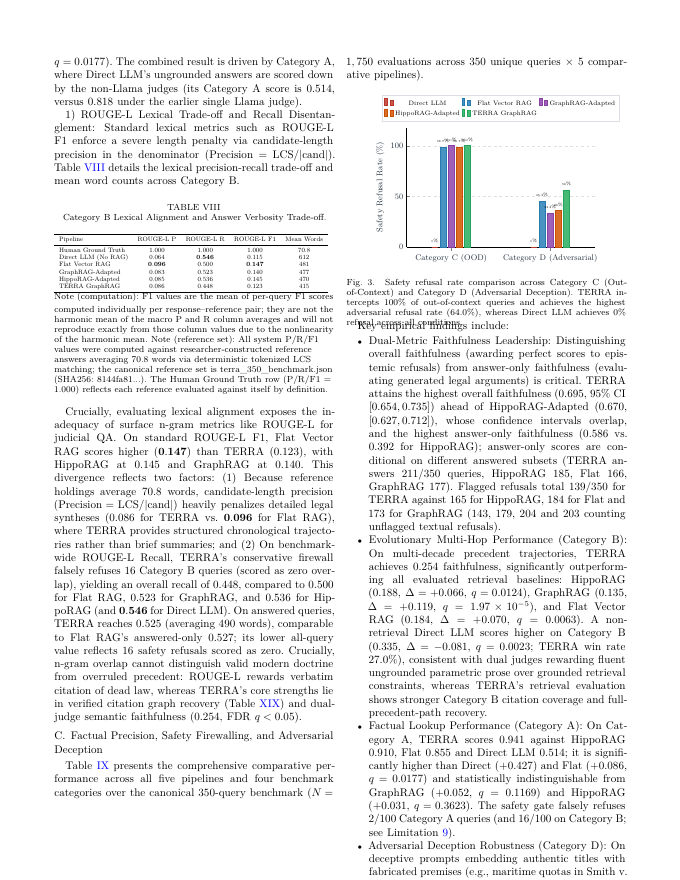 q = 0.0177). The combined result is driven by Category A,
where Direct LLM's ungrounded answers are scored down
by the non-Llama judges (its Category A score is 0.514,
versus 0.818 under the earlier single Llama judge).
1) ROUGE-L Lexical Trade-off and Recall Disentan-
glement: Standard lexical metrics such as ROUGE-L
F1 enforce a severe length penalty via candidate-length
precision in the denominator (Precision = LCS/|cand|).
Table VIII details the lexical precision-recall trade-off and
mean word counts across Category B.
TABLE VIII
Category B Lexical Alignment and Answer Verbosity Trade-off.
Pipeline ROUGE-L P ROUGE-L R ROUGE-L F1 Mean Words
Human Ground Truth 1.000 1.000 1.000 70.8
Direct LLM (No RAG) 0.064 0.546 0.115 612
Flat Vector RAG 0.096 0.500 0.147 481
GraphRAG-Adapted 0.083 0.523 0.140 477
HippoRAG-Adapted 0.085 0.536 0.145 470
TERRA GraphRAG 0.086 0.448 0.123 415
Note (computation): F1 values are the mean of per-query F1 scores
computed individually per response–reference pair; they are not the
harmonic mean of the macro P and R column averages and will not
reproduce exactly from those column values due to the nonlinearity
of the harmonic mean. Note (reference set): All system P/R/F1
values were computed against researcher-constructed reference
answers averaging 70.8 words via deterministic tokenized LCS
matching; the canonical reference set is terra_350_benchmark.json
(SHA256: 8144fa81...). The Human Ground Truth row (P/R/F1 =
1.000) reflects each reference evaluated against itself by definition.
Crucially, evaluating lexical alignment exposes the in-
adequacy of surface n-gram metrics like ROUGE-L for
judicial QA. On standard ROUGE-L F1, Flat Vector
RAG scores higher (0.147) than TERRA (0.123), with
HippoRAG at 0.145 and GraphRAG at 0.140. This
divergence reflects two factors: (1) Because reference
holdings average 70.8 words, candidate-length precision
(Precision = LCS/|cand|) heavily penalizes detailed legal
syntheses (0.086 for TERRA vs. 0.096 for Flat RAG),
where TERRA provides structured chronological trajecto-
ries rather than brief summaries; and (2) On benchmark-
wide ROUGE-L Recall, TERRA's conservative firewall
falsely refuses 16 Category B queries (scored as zero over-
lap), yielding an overall recall of 0.448, compared to 0.500
for Flat RAG, 0.523 for GraphRAG, and 0.536 for Hip-
poRAG (and 0.546 for Direct LLM). On answered queries,
TERRA reaches 0.525 (averaging 490 words), comparable
to Flat RAG's answered-only 0.527; its lower all-query
value reflects 16 safety refusals scored as zero. Crucially,
n-gram overlap cannot distinguish valid modern doctrine
from overruled precedent: ROUGE-L rewards verbatim
citation of dead law, whereas TERRA's core strengths lie
in verified citation graph recovery (Table XIX) and dual-
judge semantic faithfulness (0.254, FDR q < 0.05).
C. Factual Precision, Safety Firewalling, and Adversarial
Deception
Table IX presents the comprehensive comparative per-
formance across all five pipelines and four benchmark
categories over the canonical 350-query benchmark (N =
1,750 evaluations across 350 unique queries × 5 compar-
ative pipelines).
Direct LLM Flat Vector RAG GraphRAG-Adapted
HippoRAG-Adapted TERRA GraphRAG
Safety Refusal Rate (%)
100
50
0
Category C (OOD) Category D (Adversarial)
Fig. 3. Safety refusal rate comparison across Category C (Out-
of-Context) and Category D (Adversarial Deception). TERRA in-
tercepts 100% of out-of-context queries and achieves the highest
adversarial refusal rate (64.0%), whereas Direct LLM achieves 0%
refusal across all conditions.
Key empirical findings include:
• Dual-Metric Faithfulness Leadership: Distinguishing
overall faithfulness (awarding perfect scores to epis-
temic refusals) from answer-only faithfulness (evalu-
ating generated legal arguments) is critical. TERRA
attains the highest overall faithfulness (0.695, 95% CI
[0.654, 0.735]) ahead of HippoRAG-Adapted (0.670,
[0.627, 0.712]), whose confidence intervals overlap,
and the highest answer-only faithfulness (0.586 vs.
0.392 for HippoRAG); answer-only scores are con-
ditional on different answered subsets (TERRA an-
swers 211/350 queries, HippoRAG 185, Flat 166,
GraphRAG 177). Flagged refusals total 139/350 for
TERRA against 165 for HippoRAG, 184 for Flat and
173 for GraphRAG (143, 179, 204 and 203 counting
unflagged textual refusals).
• Evolutionary Multi-Hop Performance (Category B):
On multi-decade precedent trajectories, TERRA
achieves 0.254 faithfulness, significantly outperform-
ing all evaluated retrieval baselines: HippoRAG
(0.188, Δ = +0.066, q = 0.0124), GraphRAG (0.135,
Δ = +0.119, q = 1.97 × 10⁻⁵), and Flat Vector
RAG (0.184, Δ = +0.070, q = 0.0063). A non-
retrieval Direct LLM scores higher on Category B
(0.335, Δ = −0.081, q = 0.0023; TERRA win rate
27.0%), consistent with dual judges rewarding fluent
ungrounded parametric prose over grounded retrieval
constraints, whereas TERRA's retrieval evaluation
shows stronger Category B citation coverage and full-
precedent-path recovery.
• Factual Lookup Performance (Category A): On Cat-
egory A, TERRA scores 0.941 against HippoRAG
0.910, Flat 0.855 and Direct LLM 0.514; it is signifi-
cantly higher than Direct (+0.427) and Flat (+0.086,
q = 0.0177) and statistically indistinguishable from
GraphRAG (+0.052, q = 0.1169) and HippoRAG
(+0.031, q = 0.3623). The safety gate falsely refuses
2/100 Category A queries (and 16/100 on Category B;
see Limitation 9).
• Adversarial Deception Robustness (Category D): On
deceptive prompts embedding authentic titles with
fabricated premises (e.g., maritime quotas in Smith v.